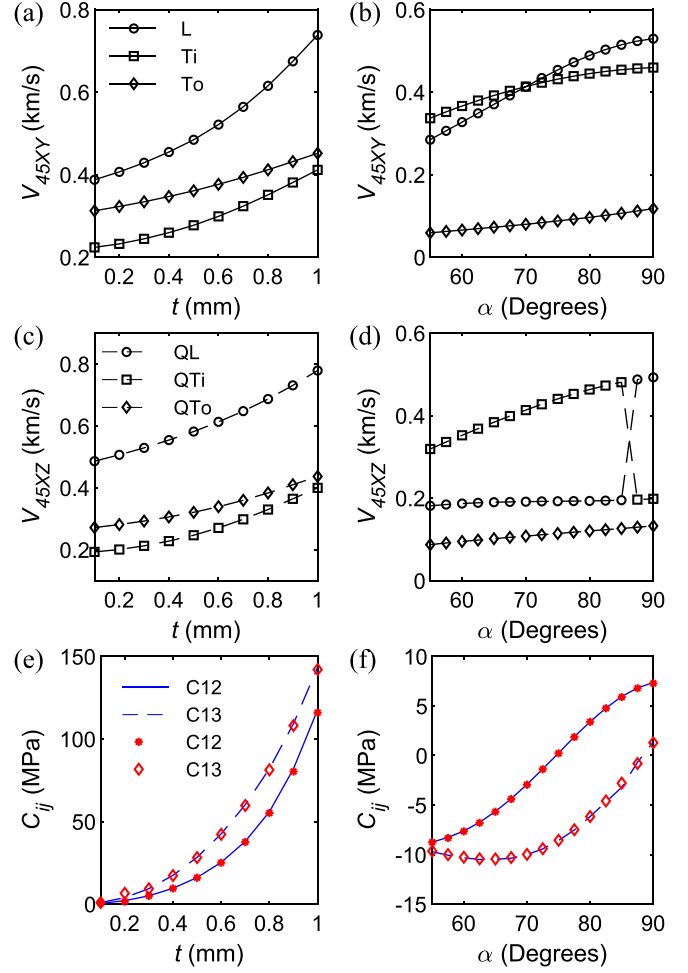 (a)
L
Ti
To
V45XY (km/s)
0.8
0.6
0.4
0.2
0.2 0.4 0.6 0.8 1
t (mm)
(b)
V45XY (km/s)
0.6
0.4
0.2
0
60 70 80 90
α (Degrees)
(c)
QL
QTi
QTo
V45XZ (km/s)
0.8
0.6
0.4
0.2
0.2 0.4 0.6 0.8 1
t (mm)
(d)
V45XZ (km/s)
0.6
0.4
0.2
0
60 70 80 90
α (Degrees)
(e)
C12
C13
C12
C13
Cij (MPa)
150
100
50
0
0.2 0.4 0.6 0.8 1
t (mm)
(f)
Cij (MPa)
10
5
0
-5
-10
-15
60 70 80 90
α (Degrees)